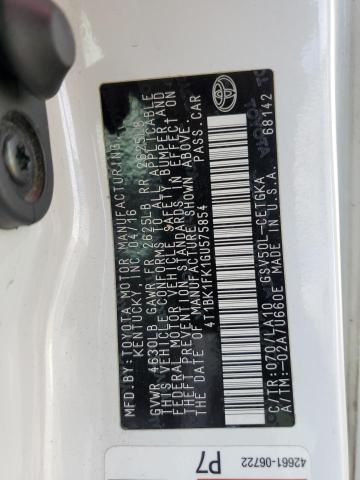 MFD.BY:TOYOTA MOTOR MANUFACTURING,
KENTUCKY, INC 04/16
GVWR 4630LB GAWR FR 2625LB RR 2625LB
THIS VEHICLE CONFORMS TO ALL APPLICABLE
FEDERAL MOTOR VEHICLE SAFETY, BUMPER AND
THEFT PREVENTION STANDARDS IN EFFECT ON
THE DATE OF MANUFACTURE SHOWN ABOVE.
4T1BK1FK1GU575854 PASS.CAR
C/TR:070/LA10 GSV50L-CETGKA
A/TM:-02A/U660E MADE IN U.S.A.
68142
TOYOTA
42661-06722
P7